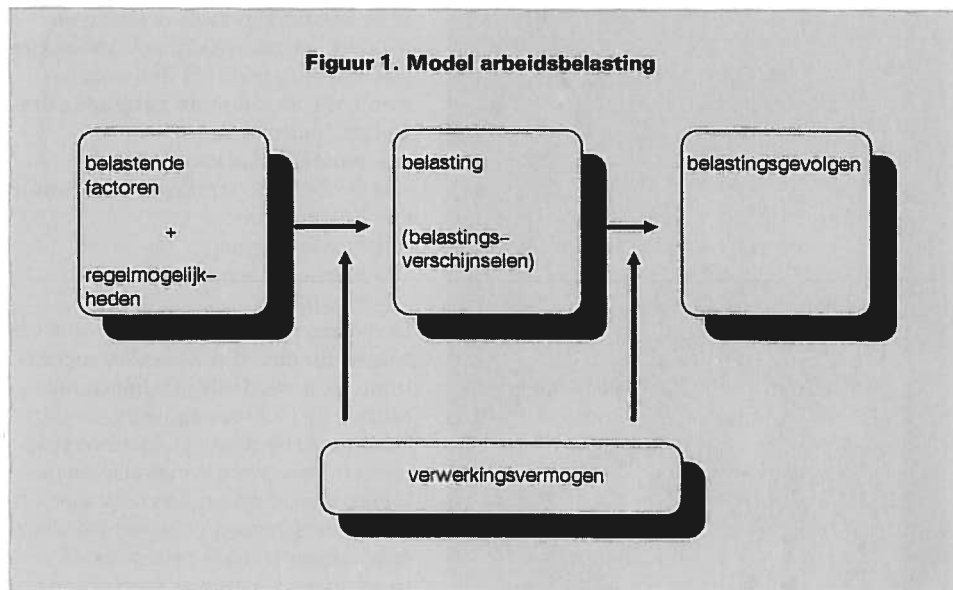 Figuur 1. Model arbeidsbelasting
belastende
factoren
+
regelmogelijk-
heden
belasting
(belastings-
verschijnselen)
belastingsgevolgen
verwerkingsvermogen